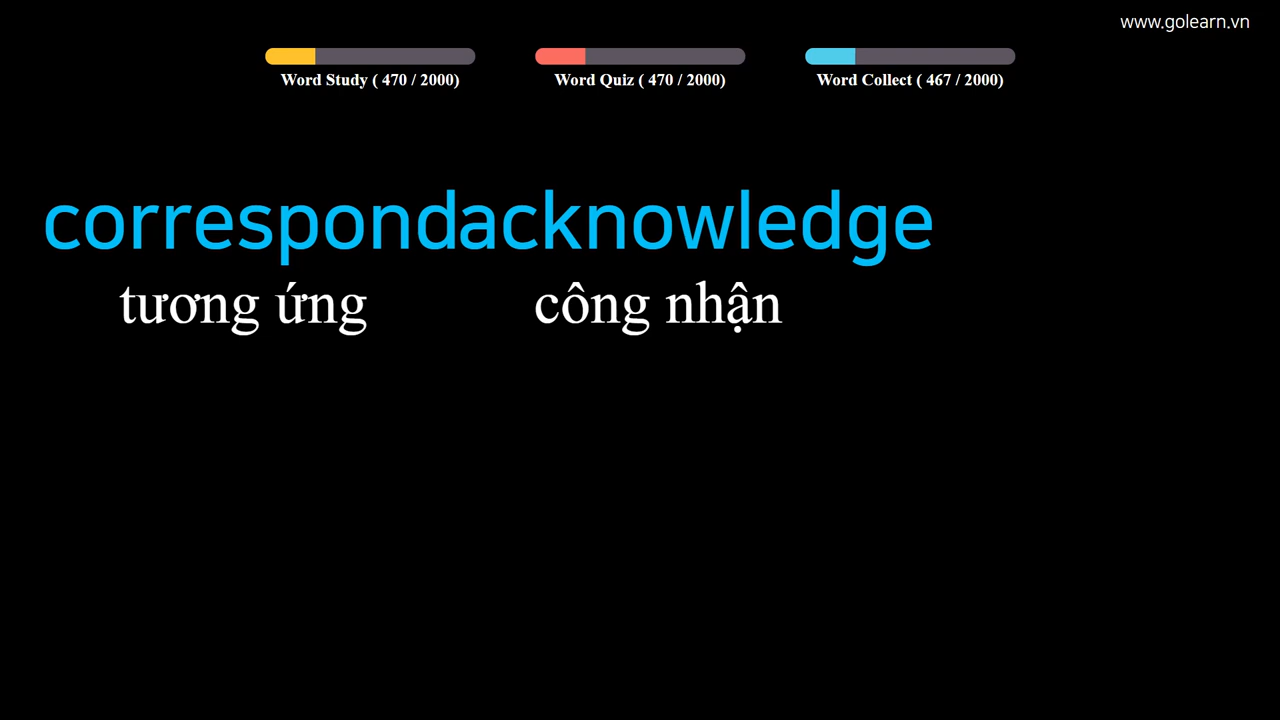 www.golearn.vn
Word Study ( 470 / 2000) Word Quiz ( 470 / 2000) Word Collect ( 467 / 2000)
correspondacknowledge
tương ứng công nhận